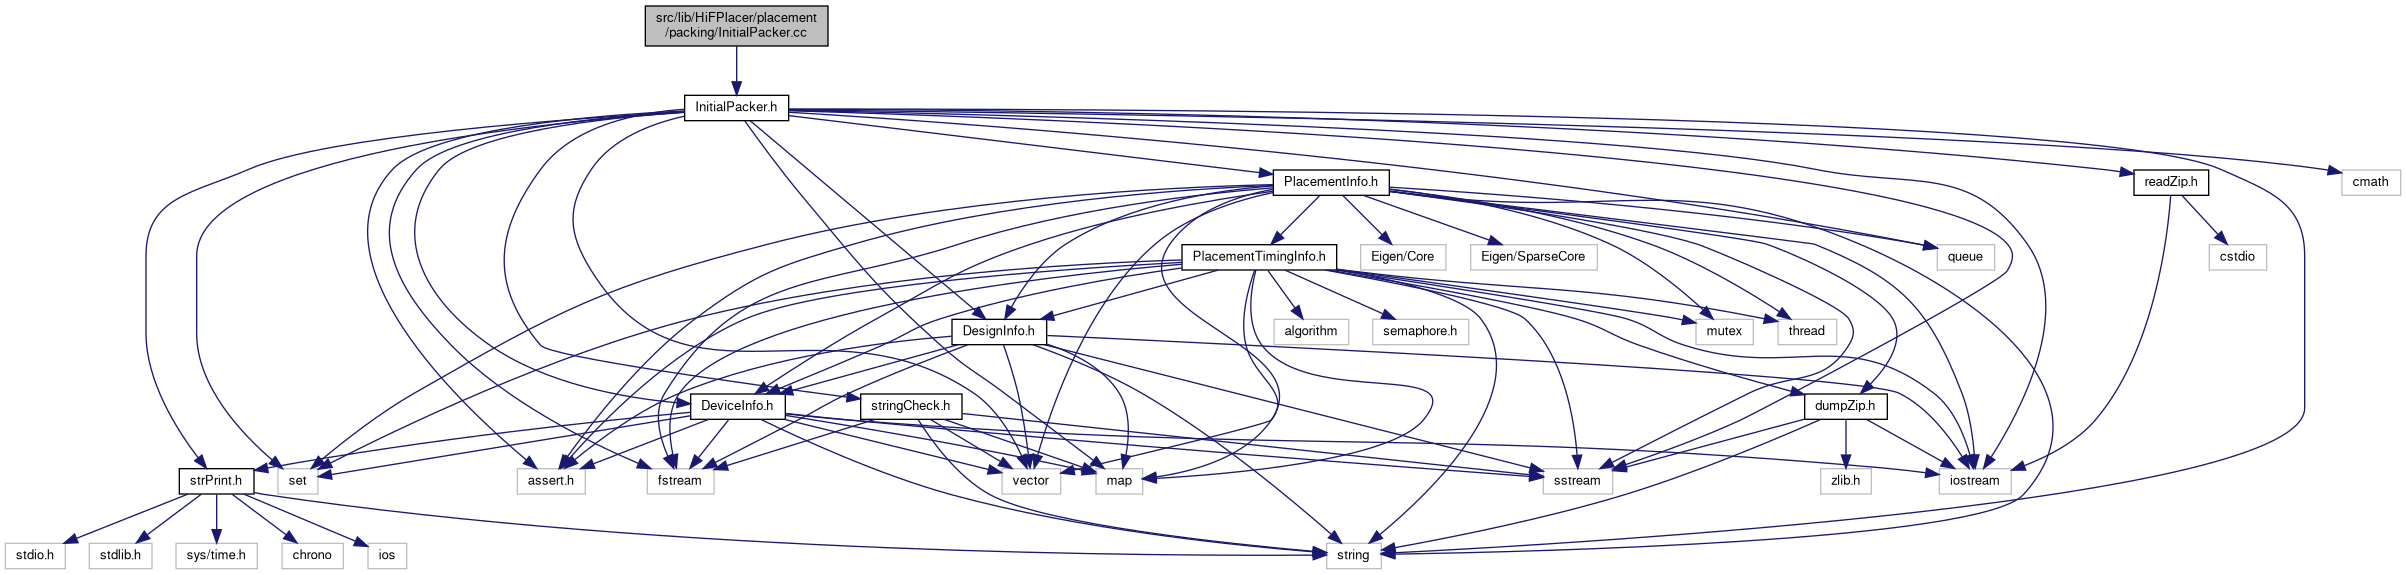 src/lib/HiFPlacer/placement
/packing/InitialPacker.cc
InitialPacker.h
PlacementInfo.h
readZip.h
cmath
PlacementTimingInfo.h
Eigen/Core
Eigen/SparseCore
queue
cstdio
DesignInfo.h
algorithm
semaphore.h
mutex
thread
DeviceInfo.h
stringCheck.h
dumpZip.h
strPrint.h
set
assert.h
fstream
vector
map
sstream
zlib.h
iostream
stdio.h
stdlib.h
sys/time.h
chrono
ios
string